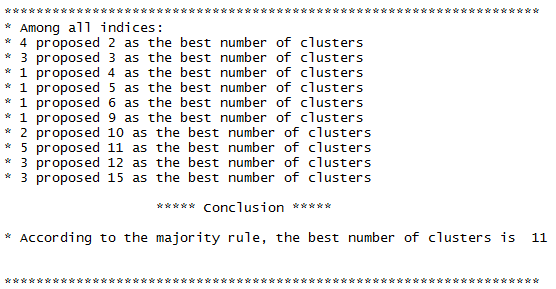 *******************************************************************
* Among all indices:
* 4 proposed 2 as the best number of clusters
* 3 proposed 3 as the best number of clusters
* 1 proposed 4 as the best number of clusters
* 1 proposed 5 as the best number of clusters
* 1 proposed 6 as the best number of clusters
* 1 proposed 9 as the best number of clusters
* 2 proposed 10 as the best number of clusters
* 5 proposed 11 as the best number of clusters
* 3 proposed 12 as the best number of clusters
* 3 proposed 15 as the best number of clusters
***** Conclusion *****
* According to the majority rule, the best number of clusters is  11
*******************************************************************